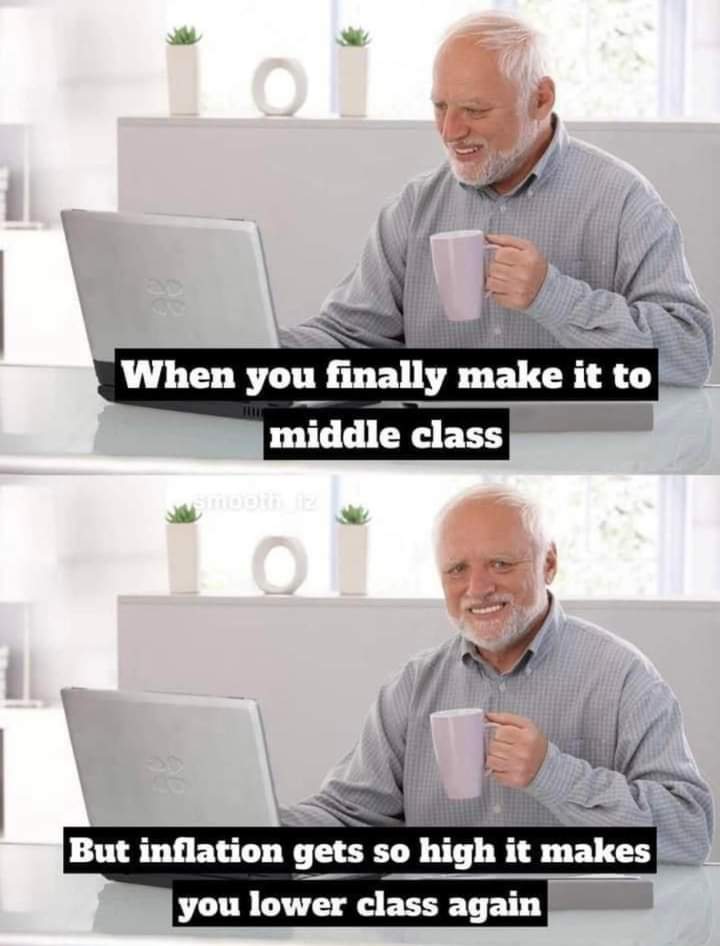 When you finally make it to
middle class
smooth_iz
But inflation gets so high it makes
you lower class again